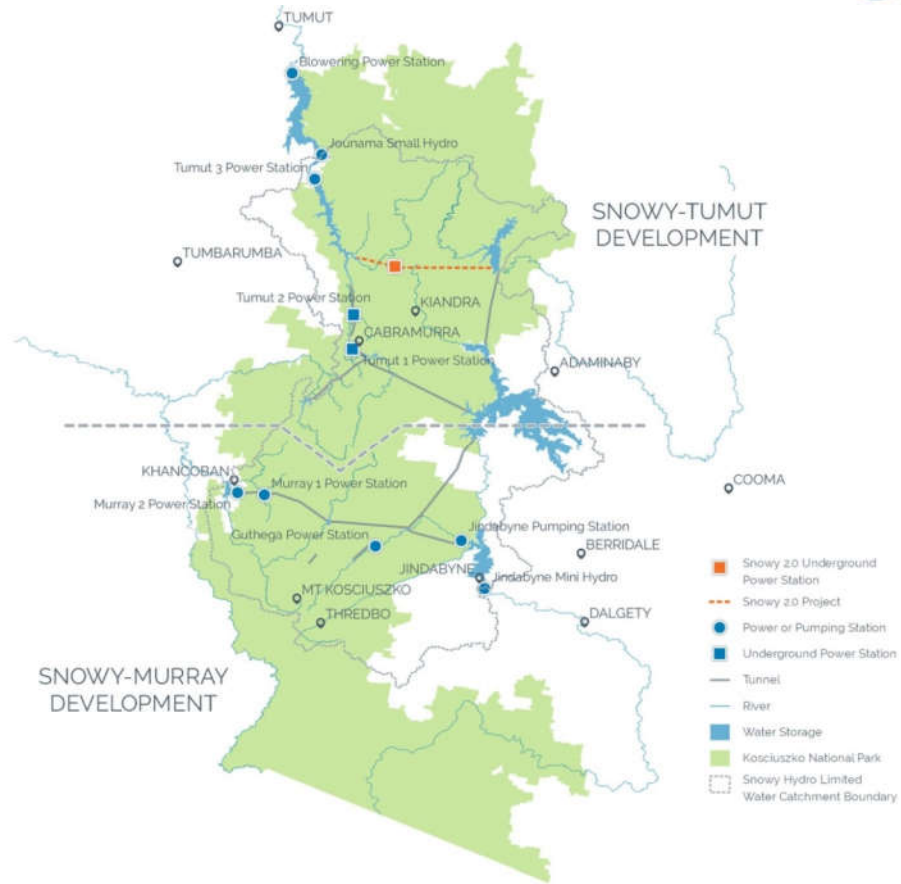 TUMUT
Blowering Power Station
Jounama Small Hydro
Tumut 3 Power Station
SNOWY-TUMUT
DEVELOPMENT
TUMBARUMBA
Tumut 2 Power Station
KIANDRA
CABRAMURRA
Tumut 1 Power Station
ADAMINABY
KHANCOBAN
Murray 1 Power Station
COOMA
Murray 2 Power Station
Guthega Power Station
Jindabyne Pumping Station
BERRIDALE
JINDABYNE
Jindabyne Mini Hydro
MT KOSCIUSZKO
THREDBO
DALGETY
SNOWY-MURRAY
DEVELOPMENT
Snowy 2.0 Underground
Power Station
Snowy 2.0 Project
Power or Pumping Station
Underground Power Station
Tunnel
River
Water Storage
Kosciuszko National Park
Snowy Hydro Limited
Water Catchment Boundary